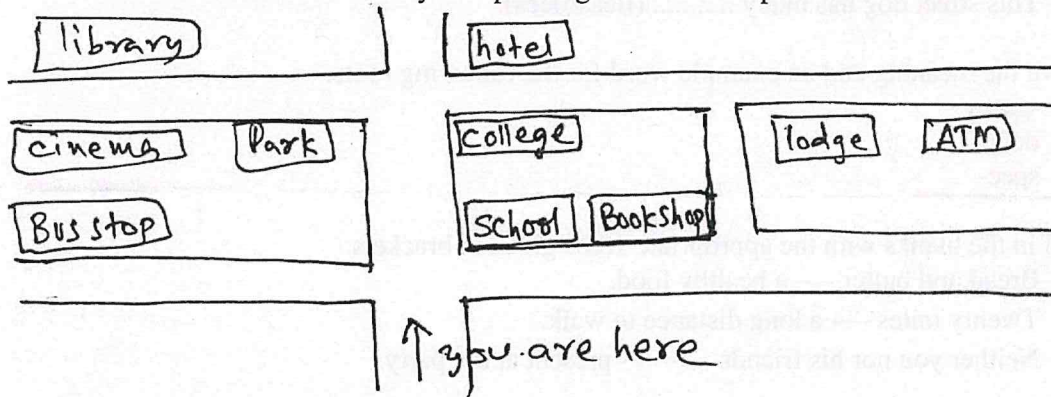 library hotel
cinema Park College lodge ATM
Bus stop School Bookshop
↑ you are here